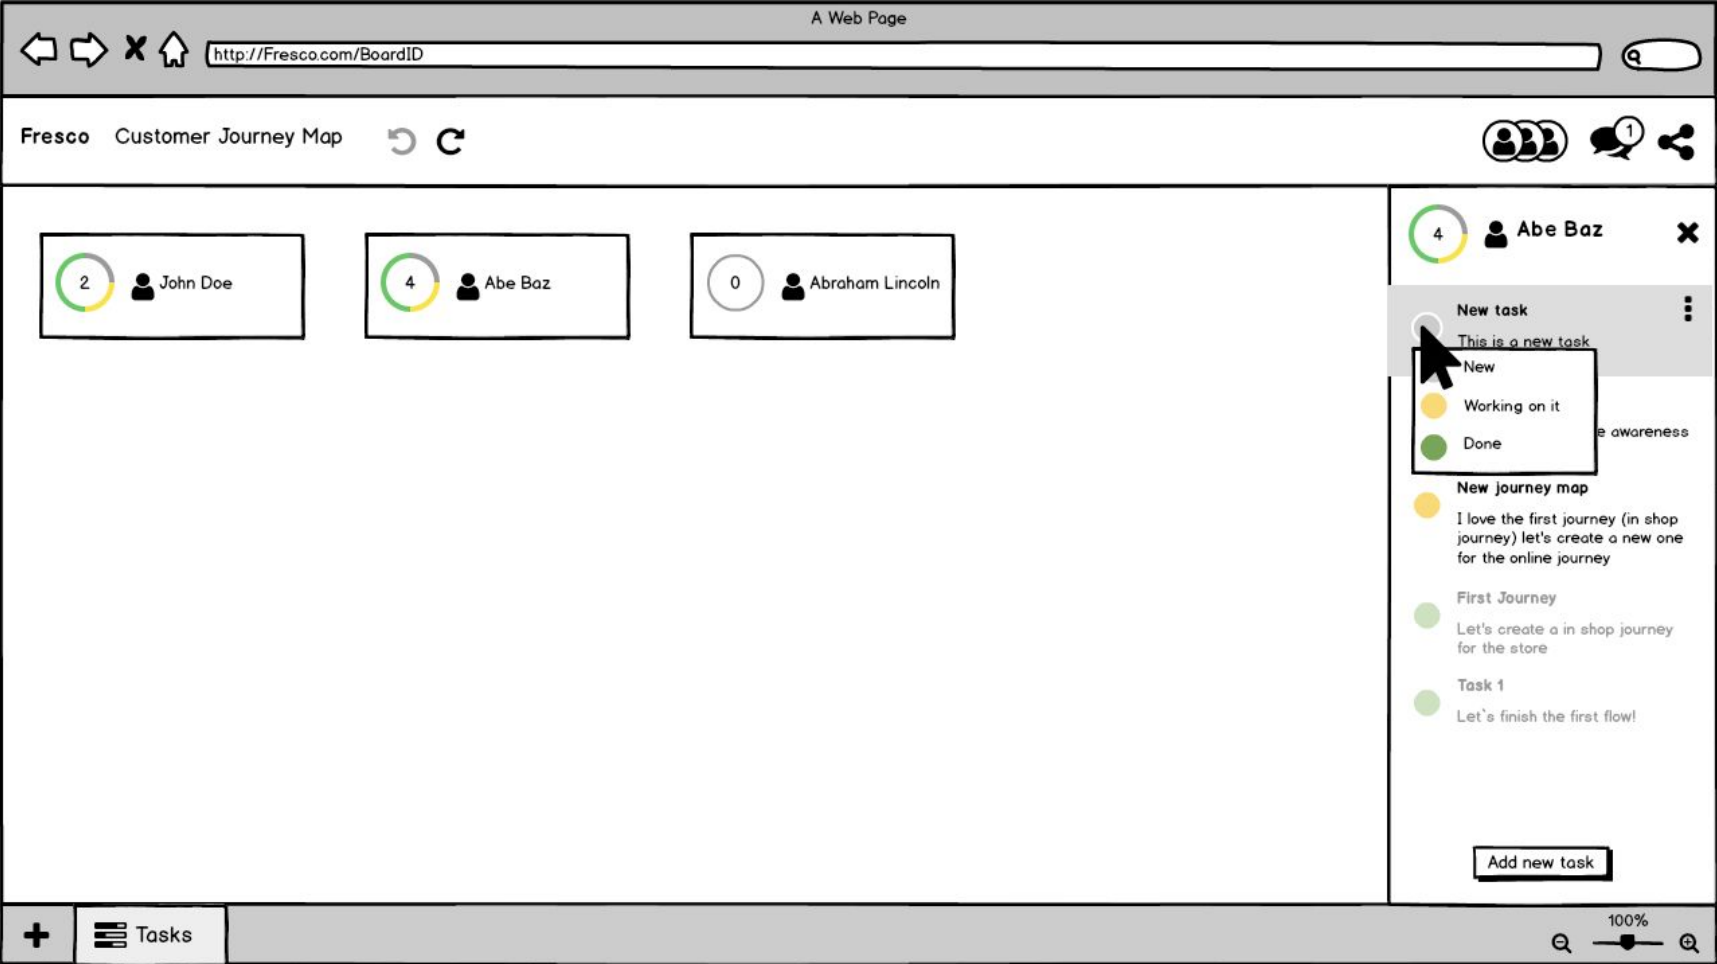 A Web Page
http://Fresco.com/BoardID
Fresco Customer Journey Map
1
2 John Doe
4 Abe Baz
0 Abraham Lincoln
4 Abe Baz
New task
This is a new task
New
Working on it
Done
e awareness
New journey map
I love the first journey (in shop
journey) let's create a new one
for the online journey
First Journey
Let's create a in shop journey
for the store
Task 1
Let`s finish the first flow!
Add new task
Tasks
100%